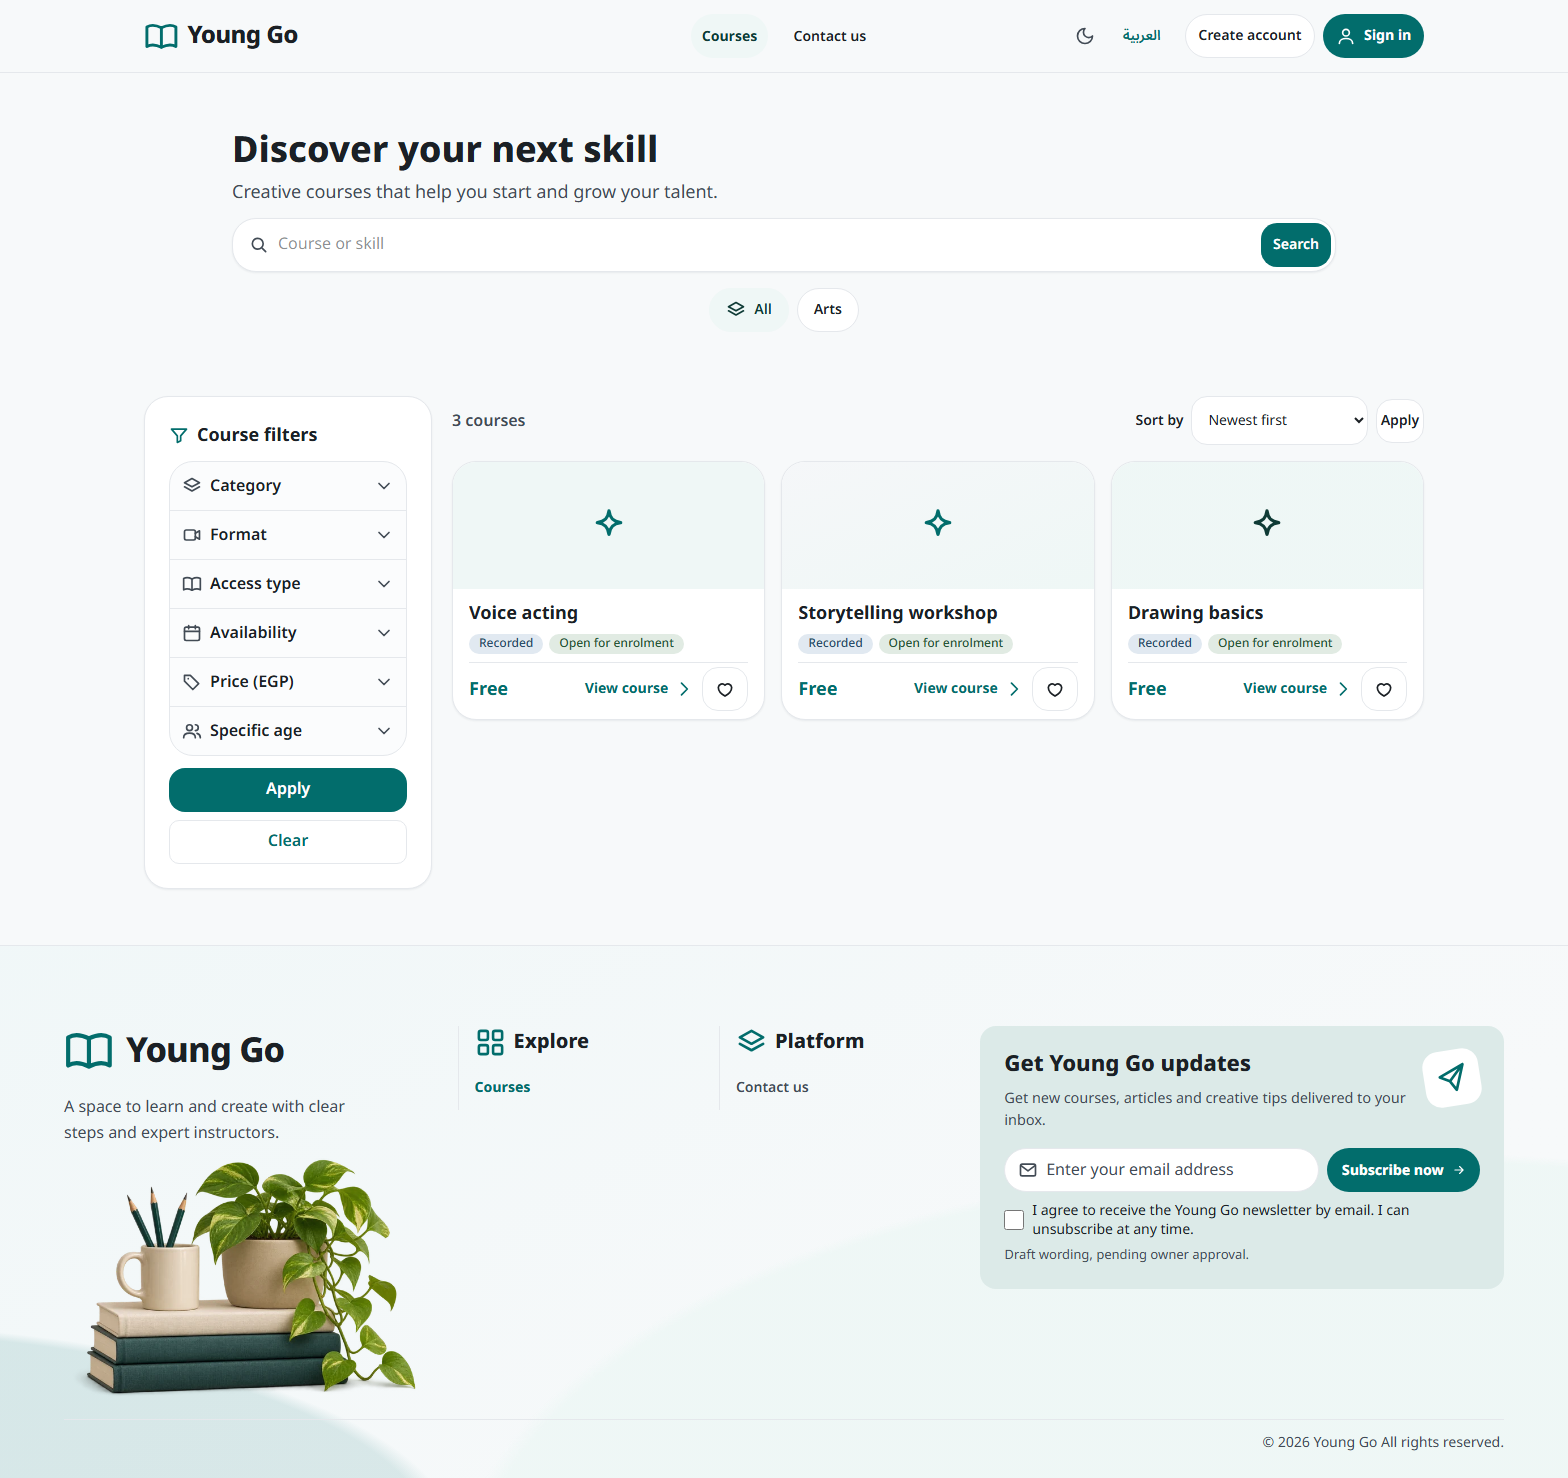 Young Go
Courses
Contact us
العربية
Create account
Sign in
Discover your next skill
Creative courses that help you start and grow your talent.
Course or skill
Search
All
Arts
Course filters
Category
Format
Access type
Availability
Price (EGP)
Specific age
Apply
Clear
3 courses
Sort by
Newest first
Apply
Voice acting
Recorded
Open for enrolment
Free
View course
Storytelling workshop
Recorded
Open for enrolment
Free
View course
Drawing basics
Recorded
Open for enrolment
Free
View course
Young Go
A space to learn and create with clear
steps and expert instructors.
Explore
Courses
Platform
Contact us
Get Young Go updates
Get new courses, articles and creative tips delivered to your
inbox.
Enter your email address
Subscribe now
I agree to receive the Young Go newsletter by email. I can
unsubscribe at any time.
Draft wording, pending owner approval.
© 2026 Young Go All rights reserved.